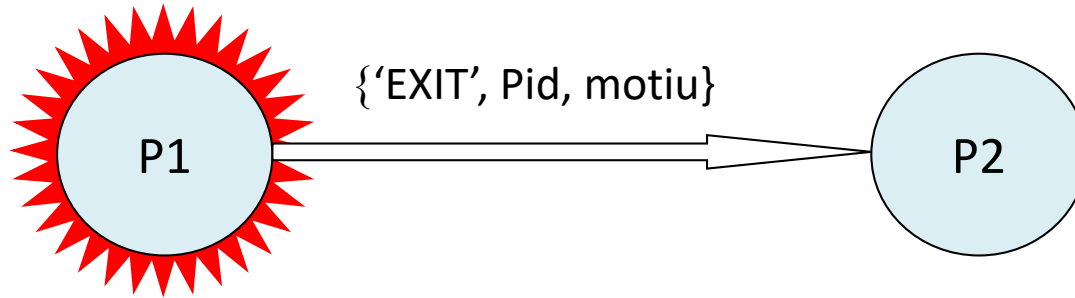 {‘EXIT’, Pid, motiu}
P1
P2